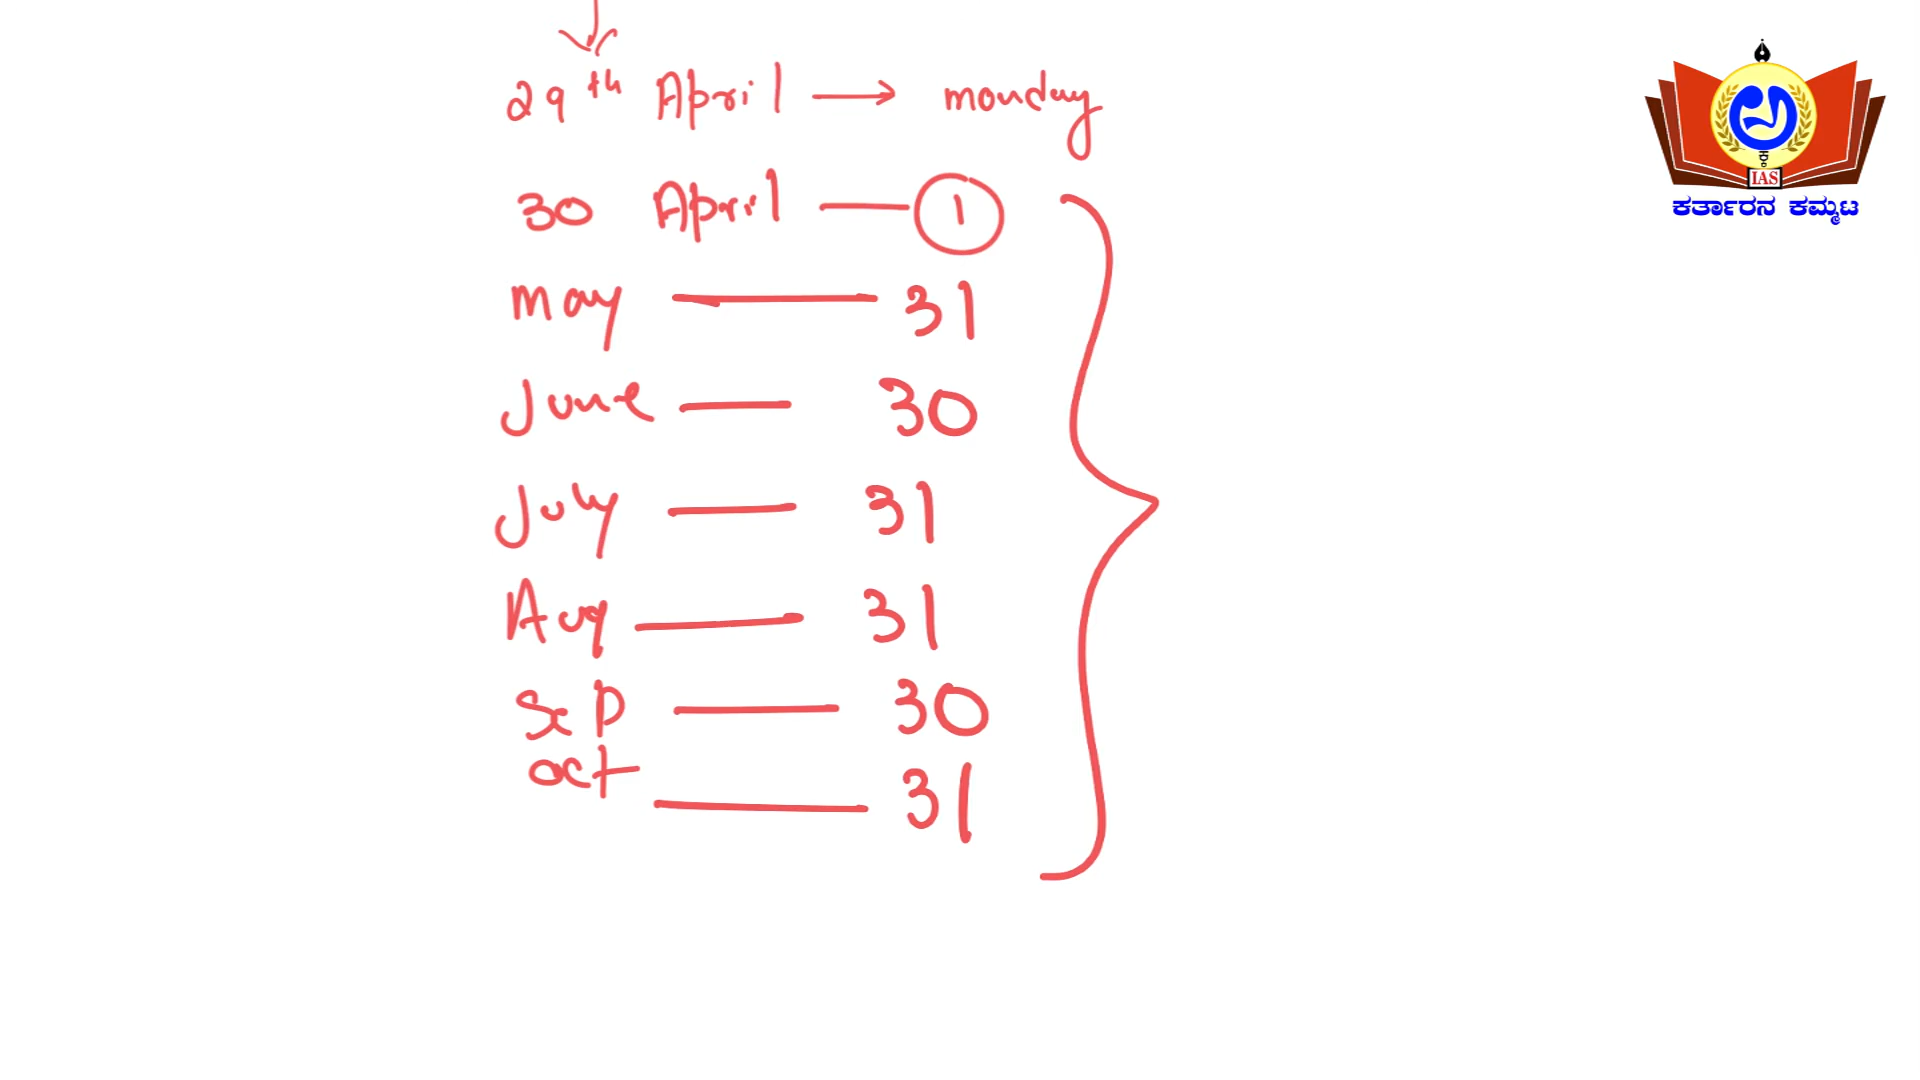 29th April → monday
30 April — 1
may — 31
June — 30
July — 31
Aug — 31
Sep — 30
oct — 31
IAS
ಕರ್ತಾರನ ಕಮ್ಮಟ